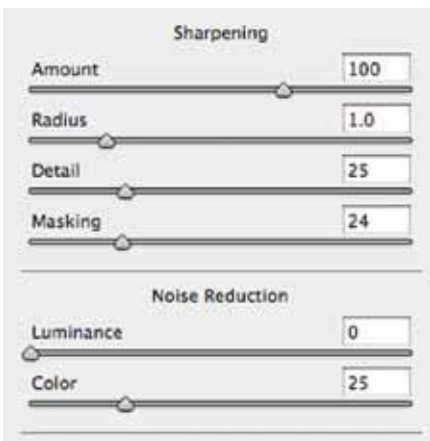 Sharpening
Amount 100
Radius 1.0
Detail 25
Masking 24
Noise Reduction
Luminance 0
Color 25